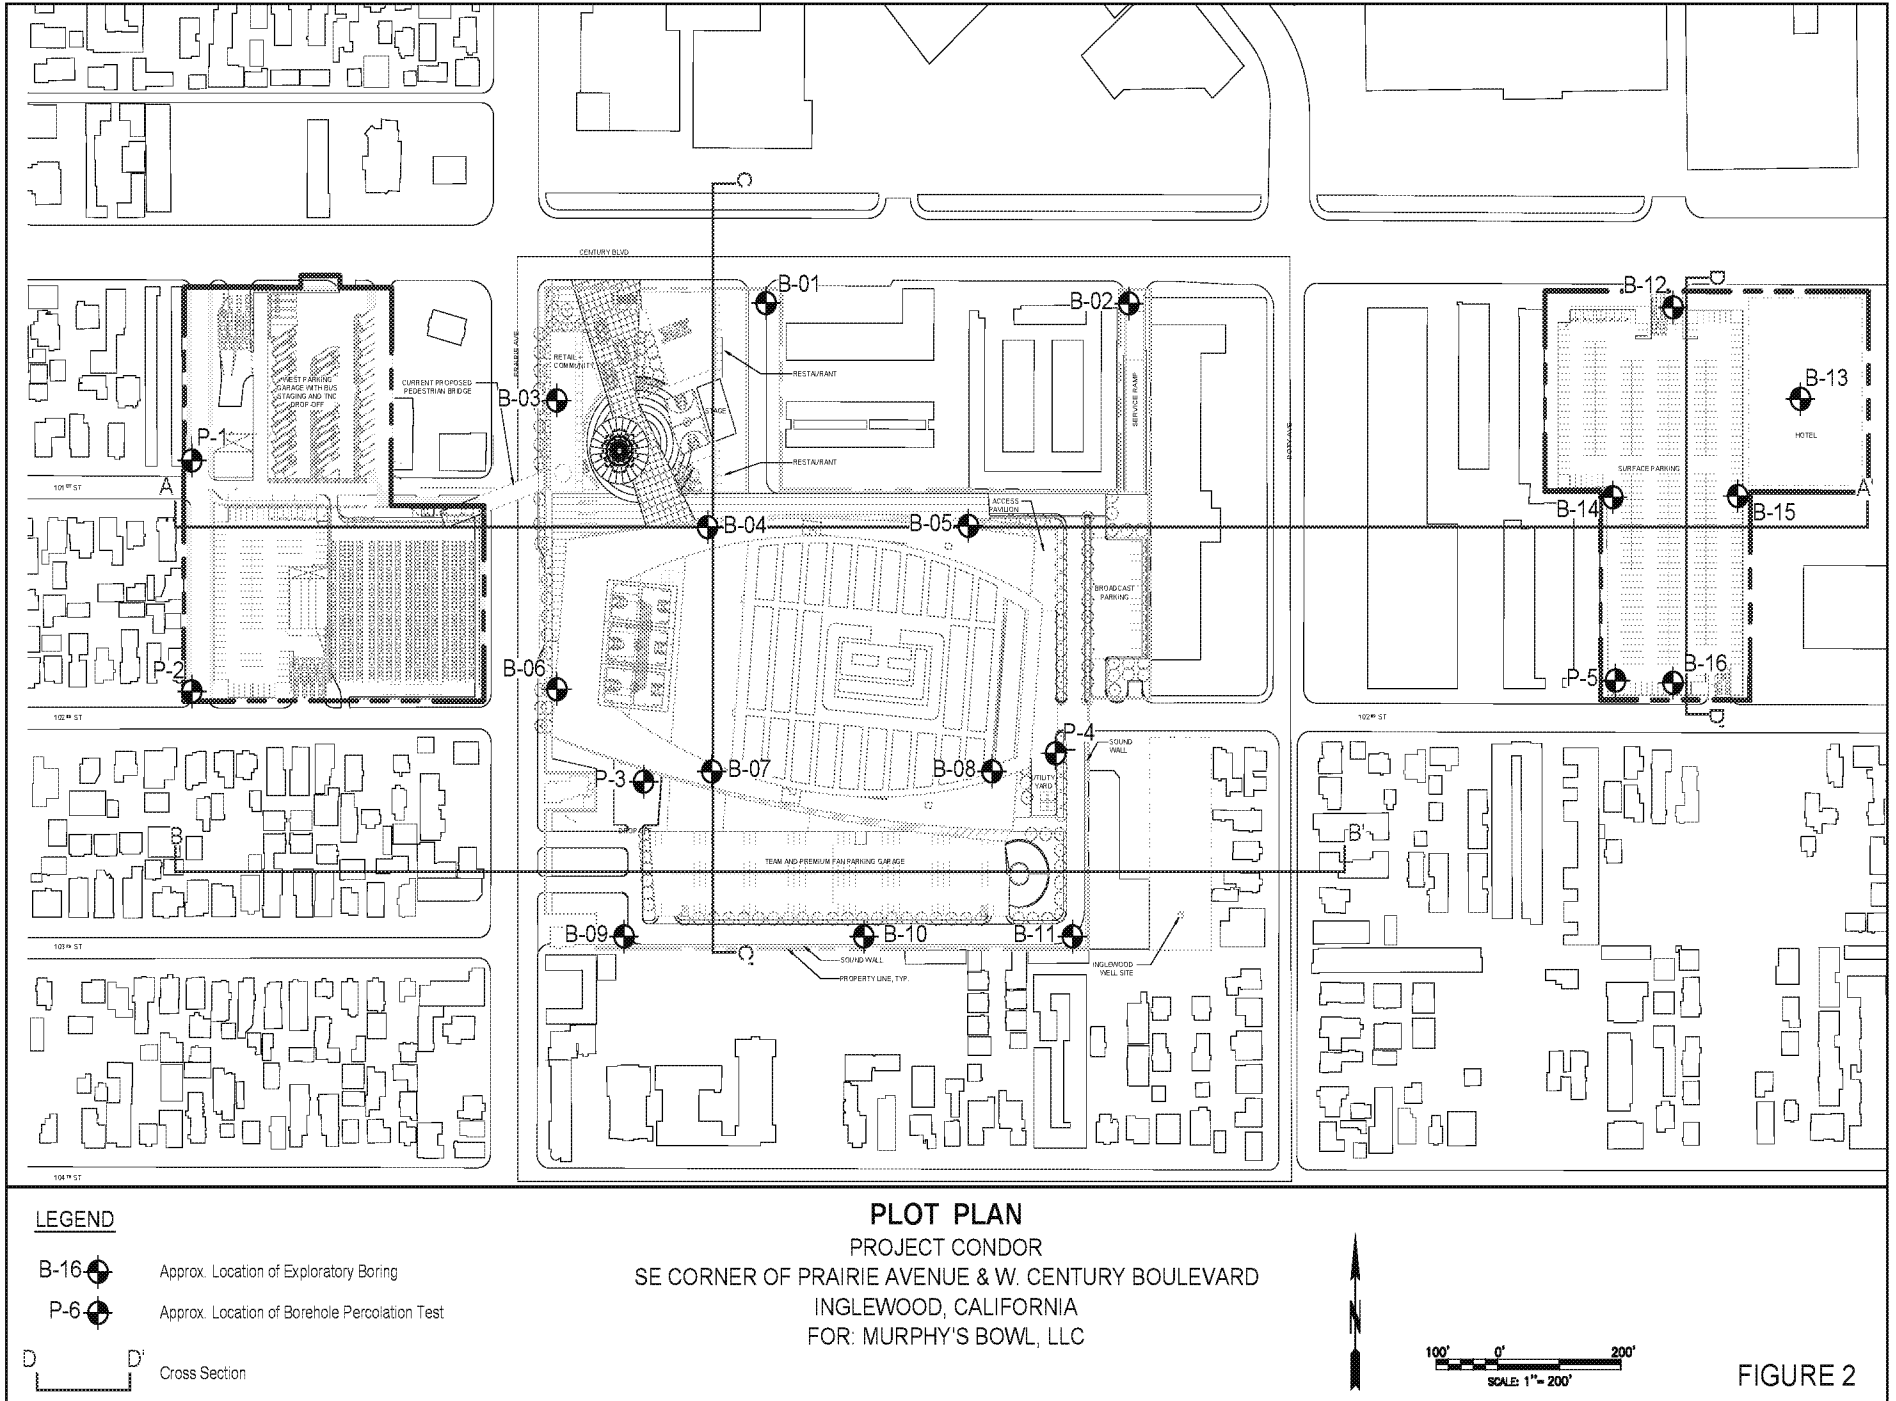 C
CENTURY BLVD
D
B-01
B-02
B-12
PRAIRIE AVE
RETAIL +
COMMUNITY
RESTAURANT
WEST PARKING
GARAGE WITH BUS
STAGING AND TNC
DROP-OFF
CURRENT PROPOSED
PEDESTRIAN BRIDGE
B-03
STAGE
SERVICE RAMP
B-13
HOTEL
DOTY AVE
P-1
RESTAURANT
SURFACE PARKING
101ST ST
A
A'
ACCESS
PAVILION
B-04
B-05
B-14
B-15
BROADCAST
PARKING
P-2
B-06
P-5
B-16
102ND ST
102ND ST
D'
P-4
SOUND
WALL
P-3
B-07
B-08
UTILITY
YARD
B
B'
TEAM AND PREMIUM FAN PARKING GARAGE
103RD ST
B-09
B-10
B-11
C'
SOUND WALL
PROPERTY LINE, TYP.
INGLEWOOD
WELL SITE
104TH ST
LEGEND
B-16 Approx. Location of Exploratory Boring
P-6 Approx. Location of Borehole Percolation Test
D D' Cross Section
PLOT PLAN
PROJECT CONDOR
SE CORNER OF PRAIRIE AVENUE & W. CENTURY BOULEVARD
INGLEWOOD, CALIFORNIA
FOR: MURPHY'S BOWL, LLC
N
100' 0' 200'
SCALE: 1"= 200'
FIGURE 2